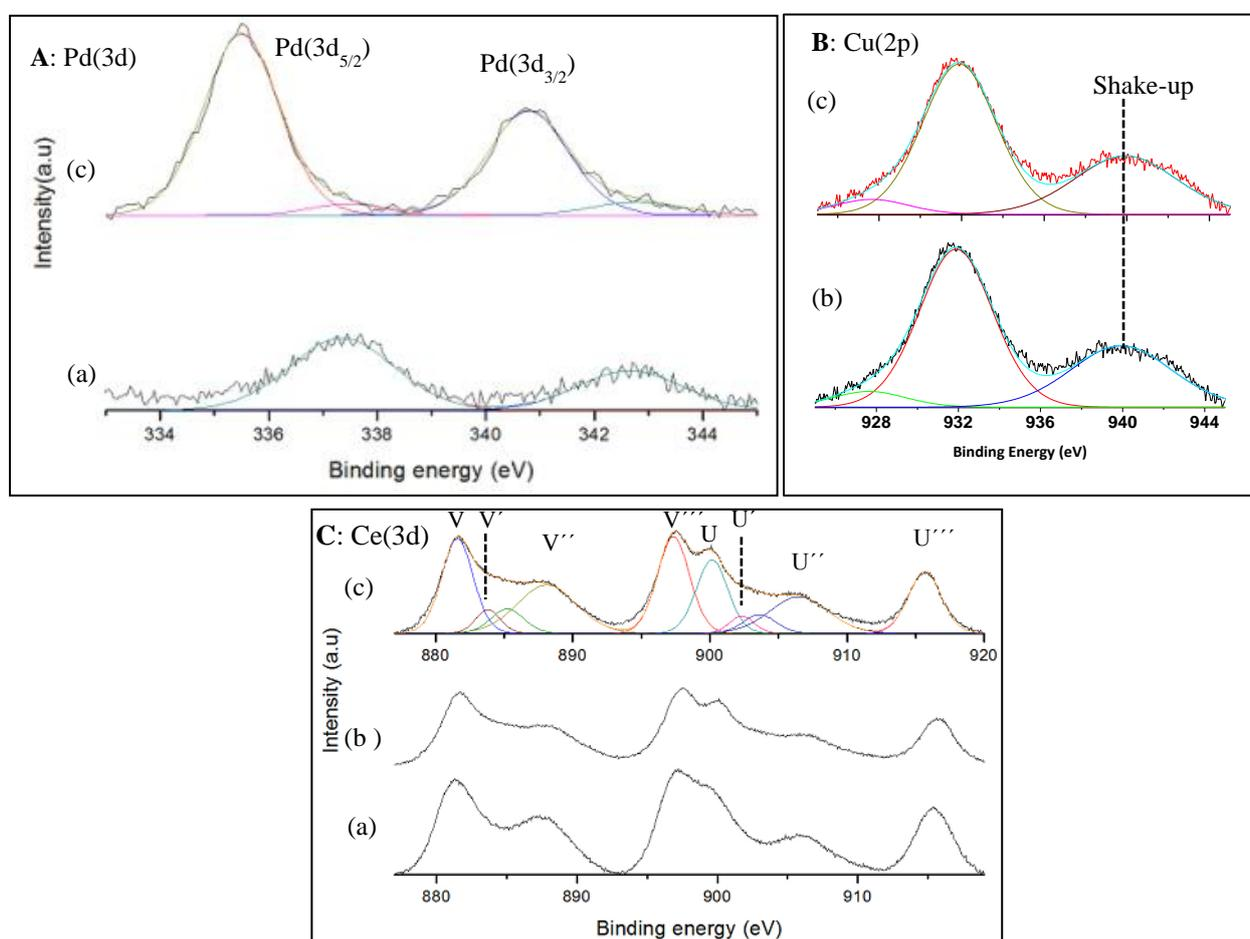 A: Pd(3d)
Pd(3d5/2)
Pd(3d3/2)
(c)
(a)
Intensity(a.u)
334 336 338 340 342 344
Binding energy (eV)
B: Cu(2p)
Shake-up
(c)
(b)
928 932 936 940 944
Binding Energy (eV)
C: Ce(3d)
V V´ V´´ V´´´ U U´ U´´ U´´´
(c)
880 890 900 910 920
Intensity (a.u)
(b )
(a)
880 890 900 910
Binding energy (eV)